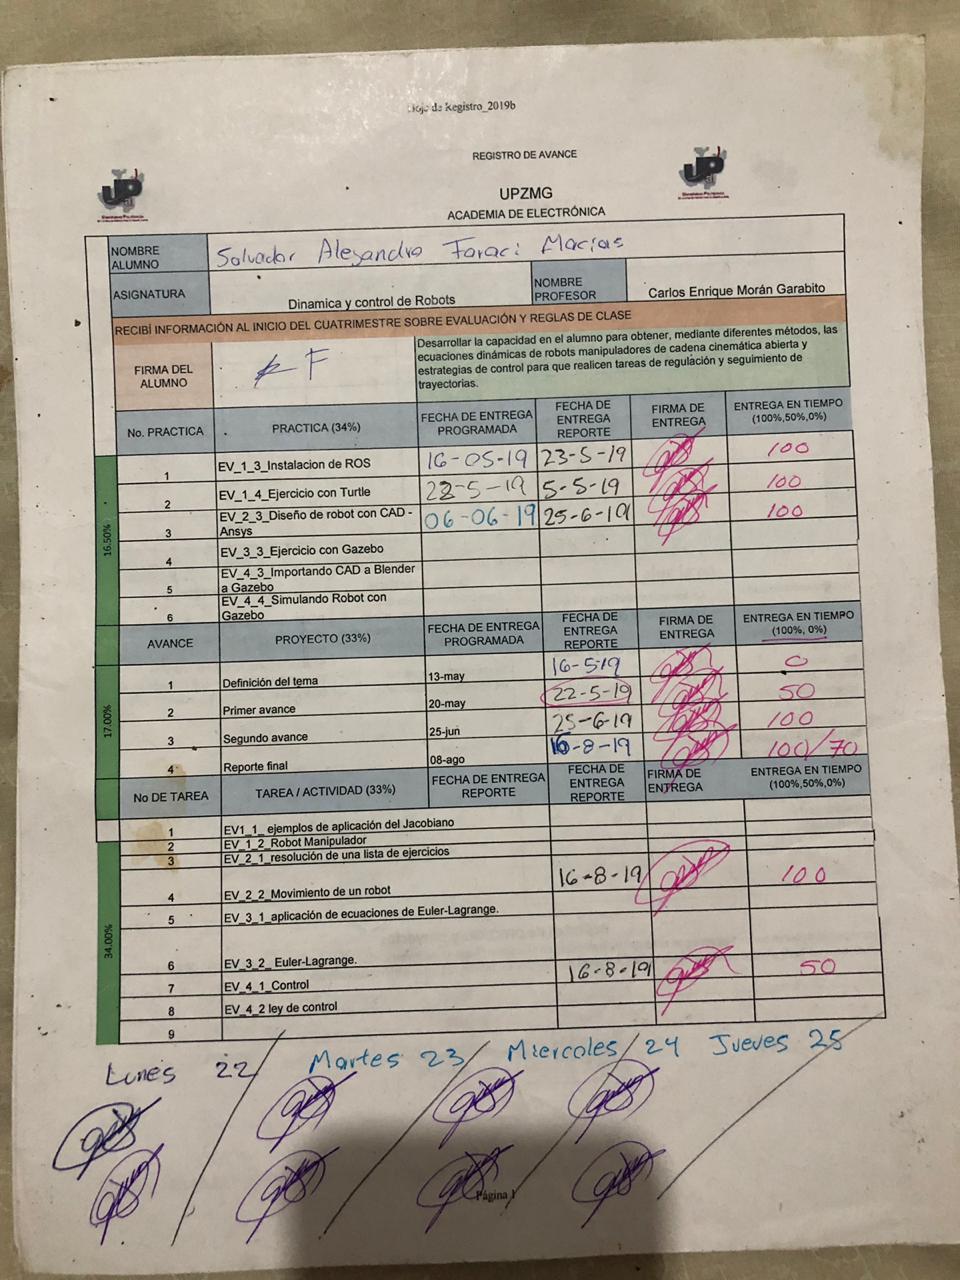 Hoja de Registro_2019b
REGISTRO DE AVANCE
UPZMG
ACADEMIA DE ELECTRÓNICA
NOMBRE ALUMNO Salvador Alejandro Faraci Macias
ASIGNATURA Dinamica y control de Robots NOMBRE PROFESOR Carlos Enrique Morán Garabito
RECIBÍ INFORMACIÓN AL INICIO DEL CUATRIMESTRE SOBRE EVALUACIÓN Y REGLAS DE CLASE
FIRMA DEL ALUMNO
Desarrollar la capacidad en el alumno para obtener, mediante diferentes métodos, las
ecuaciones dinámicas de robots manipuladores de cadena cinemática abierta y
estrategias de control para que realicen tareas de regulación y seguimiento de
trayectorias.
No. PRACTICA PRACTICA (34%) FECHA DE ENTREGA PROGRAMADA FECHA DE ENTREGA REPORTE FIRMA DE ENTREGA ENTREGA EN TIEMPO (100%,50%,0%)
16.50%
1 EV_1_3_Instalacion de ROS 16-05-19 23-5-19 100
2 EV_1_4_Ejercicio con Turtle 22-5-19 5-5-19 100
3 EV_2_3_Diseño de robot con CAD - Ansys 06-06-19 25-6-19 100
4 EV_3_3_Ejercicio con Gazebo
5 EV_4_3_Importando CAD a Blender a Gazebo
6 EV_4_4_Simulando Robot con Gazebo
AVANCE PROYECTO (33%) FECHA DE ENTREGA PROGRAMADA FECHA DE ENTREGA REPORTE FIRMA DE ENTREGA ENTREGA EN TIEMPO (100%, 0%)
17.00%
1 Definición del tema 13-may 16-5-19 0
2 Primer avance 20-may 22-5-19 50
3 Segundo avance 25-jun 25-6-19 100
4 Reporte final 08-ago 16-8-19 100/70
No DE TAREA TAREA / ACTIVIDAD (33%) FECHA DE ENTREGA REPORTE FECHA DE ENTREGA REPORTE FIRMA DE ENTREGA ENTREGA EN TIEMPO (100%,50%,0%)
34.00%
1 EV1_1_ ejemplos de aplicación del Jacobiano
2 EV_1_2_Robot Manipulador
3 EV_2_1_resolución de una lista de ejercicios
4 EV_2_2_Movimiento de un robot 16-8-19 100
5 EV_3_1_aplicación de ecuaciones de Euler-Lagrange.
6 EV_3_2_ Euler-Lagrange. 16-8-19 50
7 EV_4_1_Control
8 EV_4_2 ley de control
9
Lunes 22 / Martes 23 / Miercoles / 24 Jueves 25
Página 1